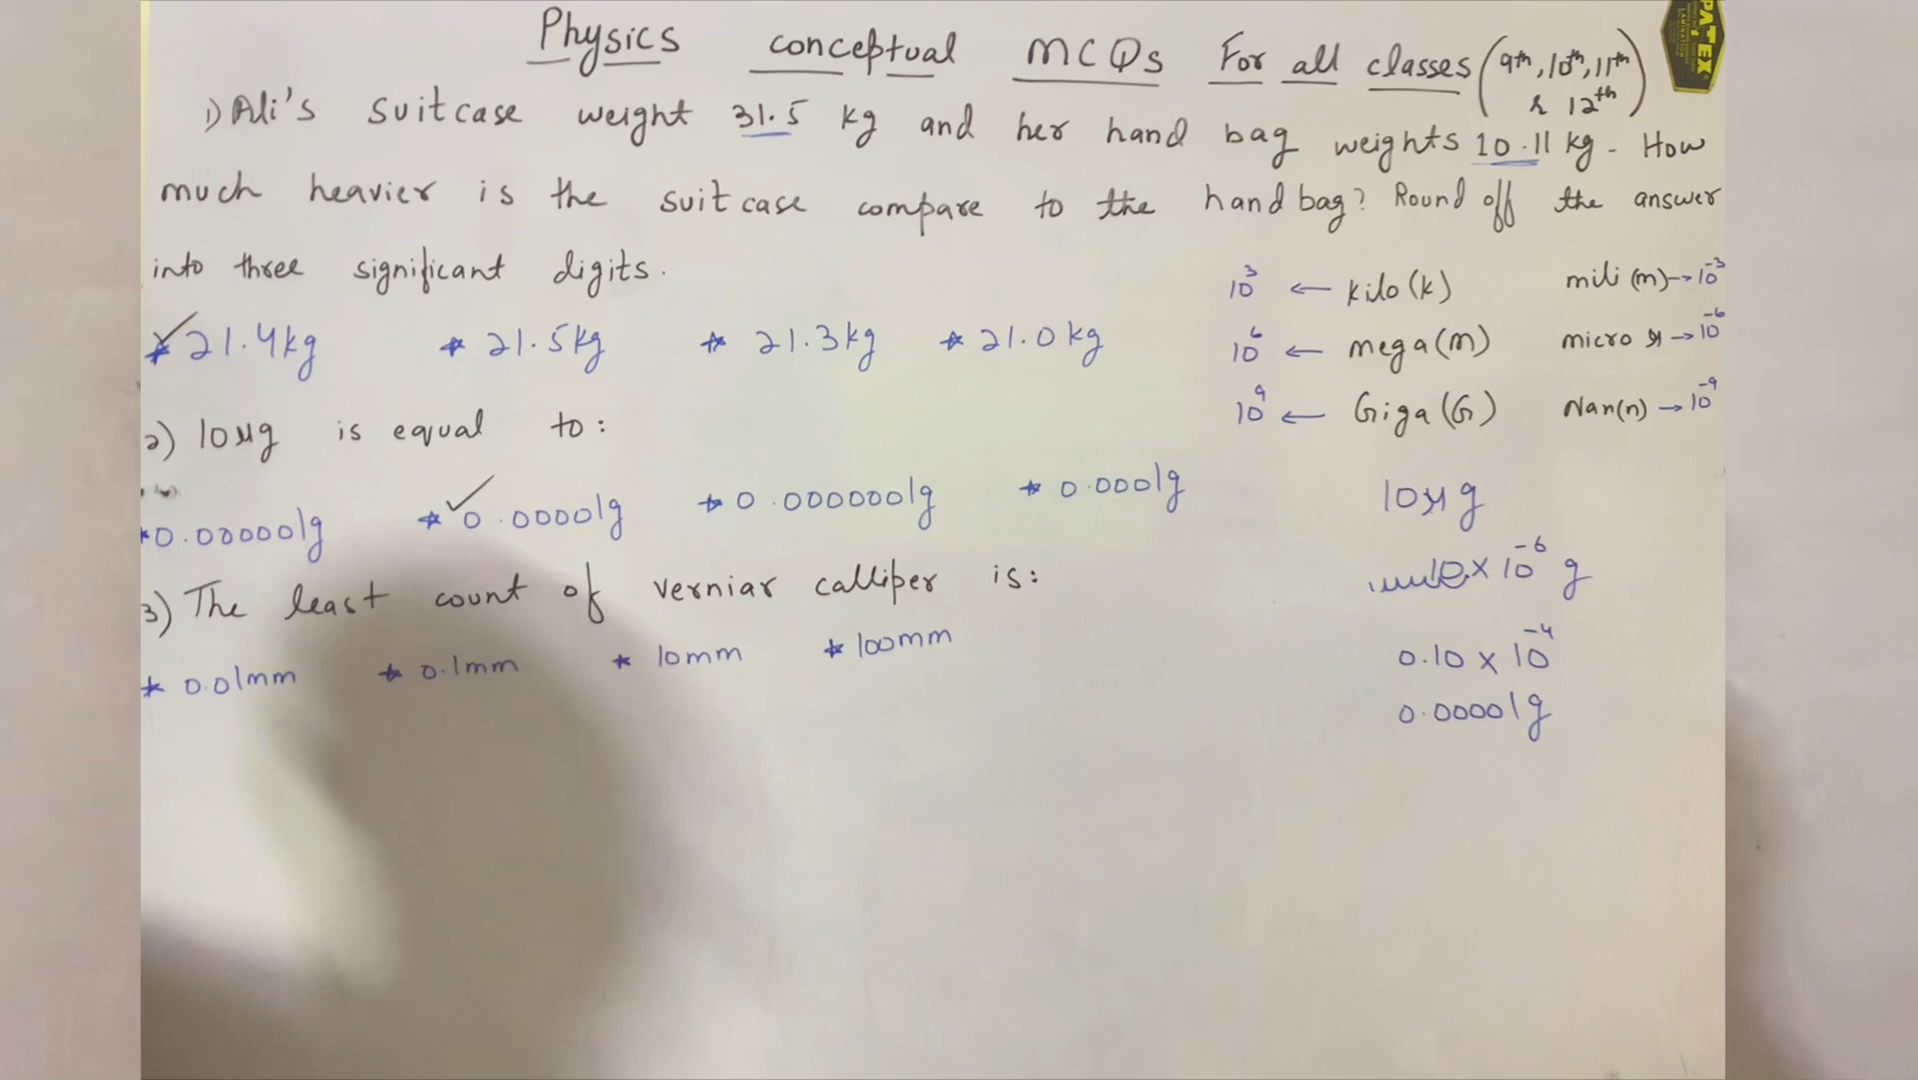 Physics conceptual MCQs For all classes (9th, 10th, 11th
& 12th)
1) Ali's suitcase weight 31.5 kg and her hand bag weights 10.11 kg. How
much heavier is the suitcase compare to the hand bag? Round off the answer
into three significant digits.
10³ ← Kilo (k) mili (m) → 10⁻³
* 21.4kg * 21.5kg * 21.3kg * 21.0kg
10⁶ ← mega (m) micro μ → 10⁻⁶
10⁹ ← Giga (G) Nan(n) → 10⁻⁹
2) 10μg is equal to:
* 0.000001g * 0.00001g * 0.0000001g * 0.0001g
10μg
3) The least count of verniar calliper is:
10 × 10⁻⁶ g
* 0.01mm * 0.1mm * 10mm * 100mm
0.10 × 10⁻⁴
0.00001g
PATEX
LAMINATION